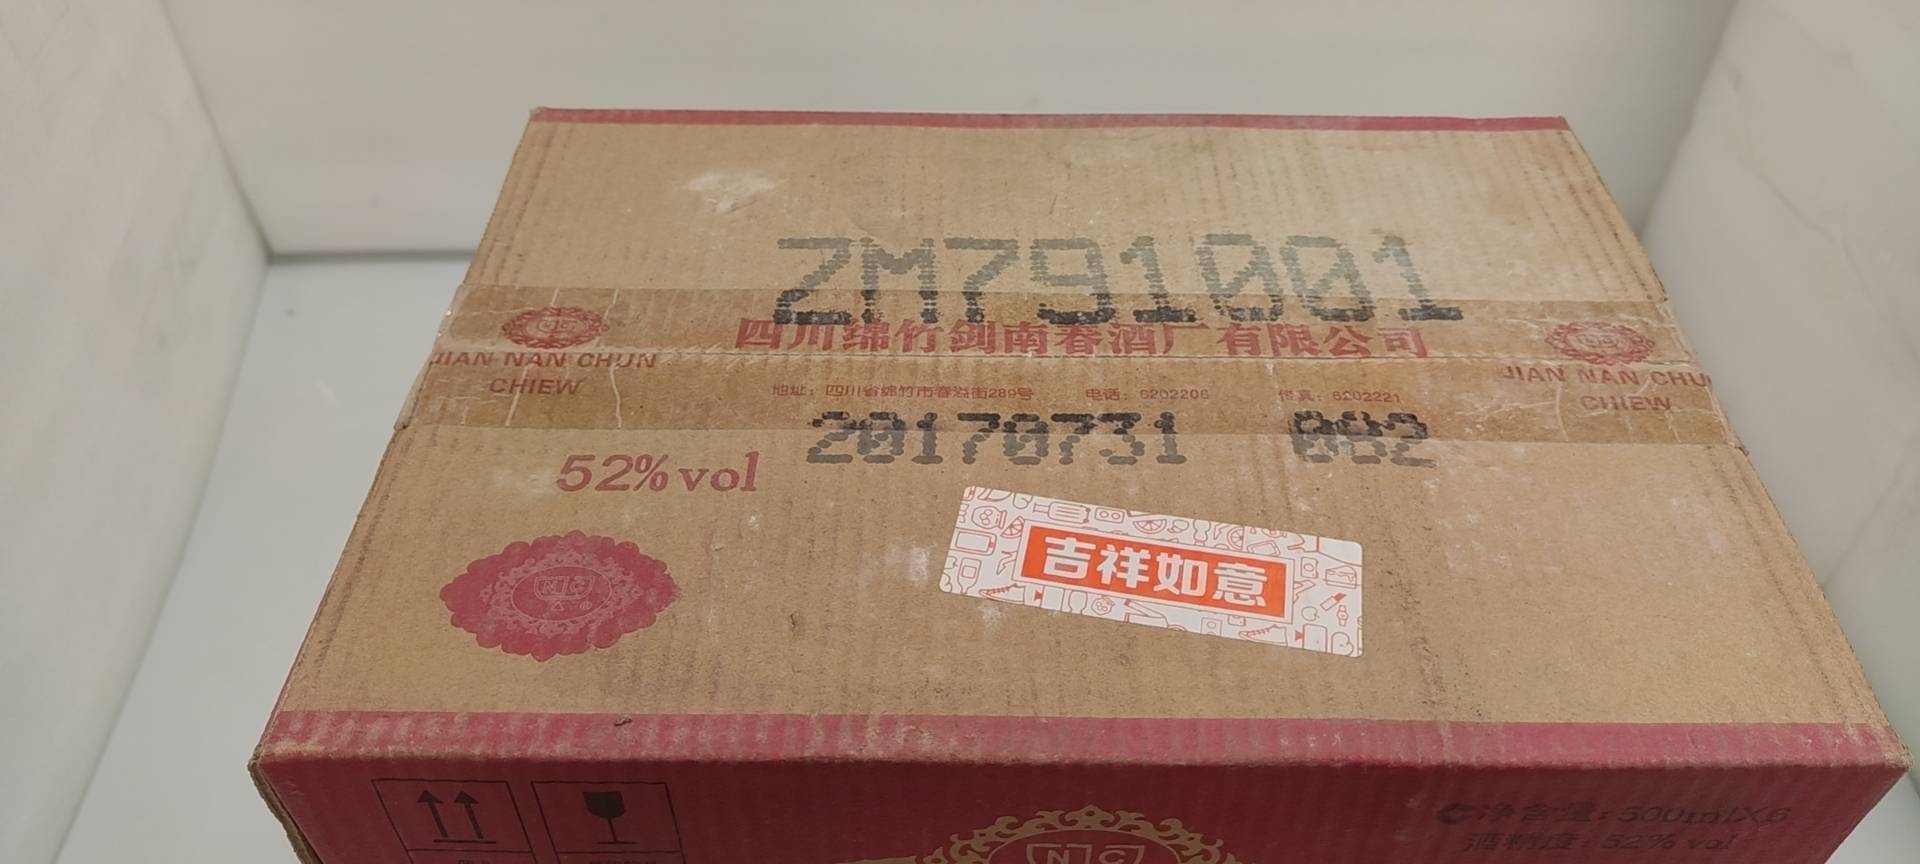 ZM791001
四川绵竹剑南春酒厂有限公司
JIAN NAN CHUN
CHIEW
JIAN NAN CHU
CHIEW
地址：四川省绵竹市春溢街289号 电话：6202206 传真：6202221
20170731 082
52%vol
NC
吉祥如意
净含量：500mlX6
酒精度：52% vol
NC